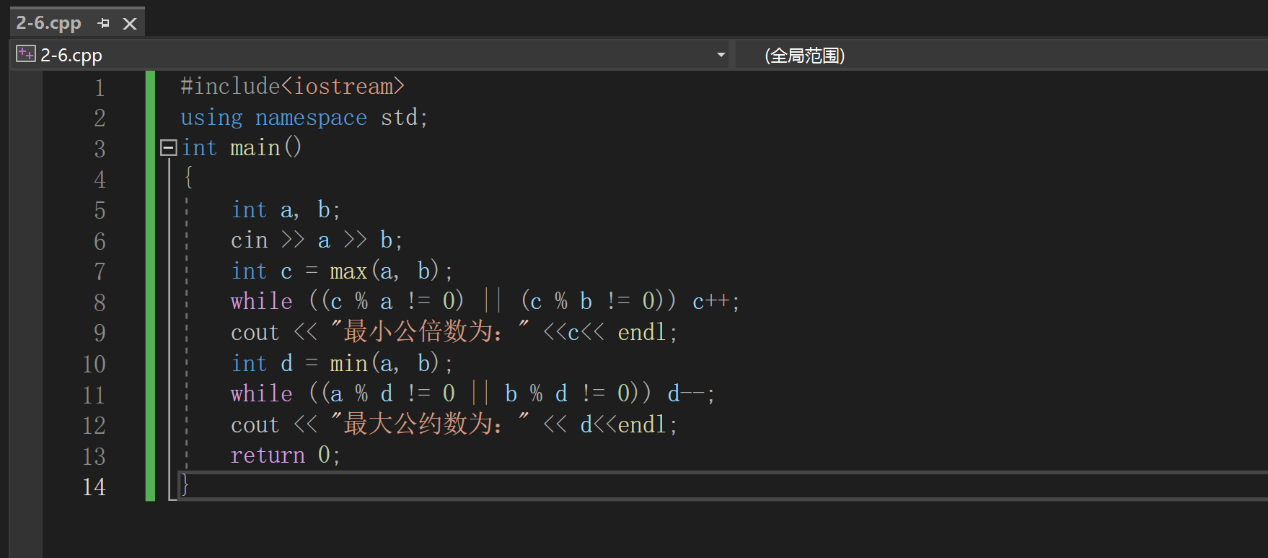 2-6.cpp
2-6.cpp (全局范围)
1 #include<iostream>
2 using namespace std;
3 int main()
4 {
5 int a, b;
6 cin >> a >> b;
7 int c = max(a, b);
8 while ((c % a != 0) || (c % b != 0)) c++;
9 cout << "最小公倍数为：" <<c<< endl;
10 int d = min(a, b);
11 while ((a % d != 0 || b % d != 0)) d--;
12 cout << "最大公约数为：" << d<<endl;
13 return 0;
14 }